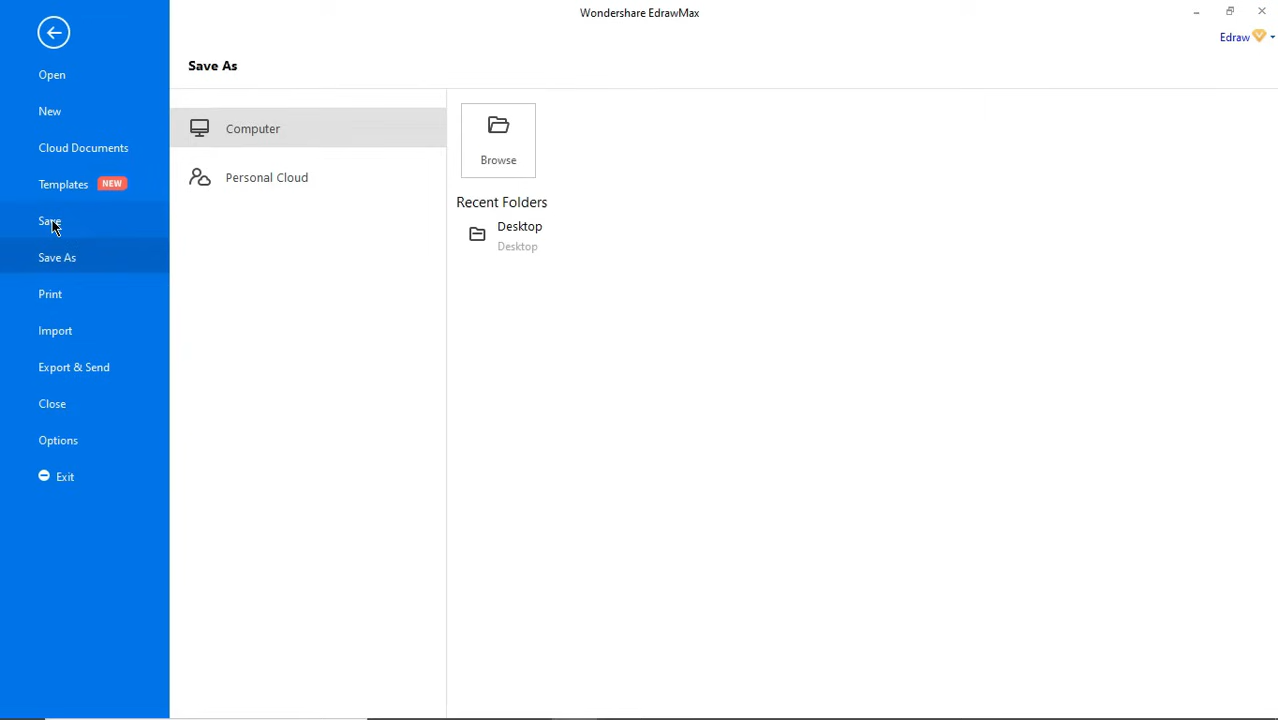 Wondershare EdrawMax
Edraw
Open
New
Cloud Documents
Templates NEW
Save
Save As
Print
Import
Export & Send
Close
Options
Exit
Save As
Computer
Personal Cloud
Browse
Recent Folders
Desktop
Desktop